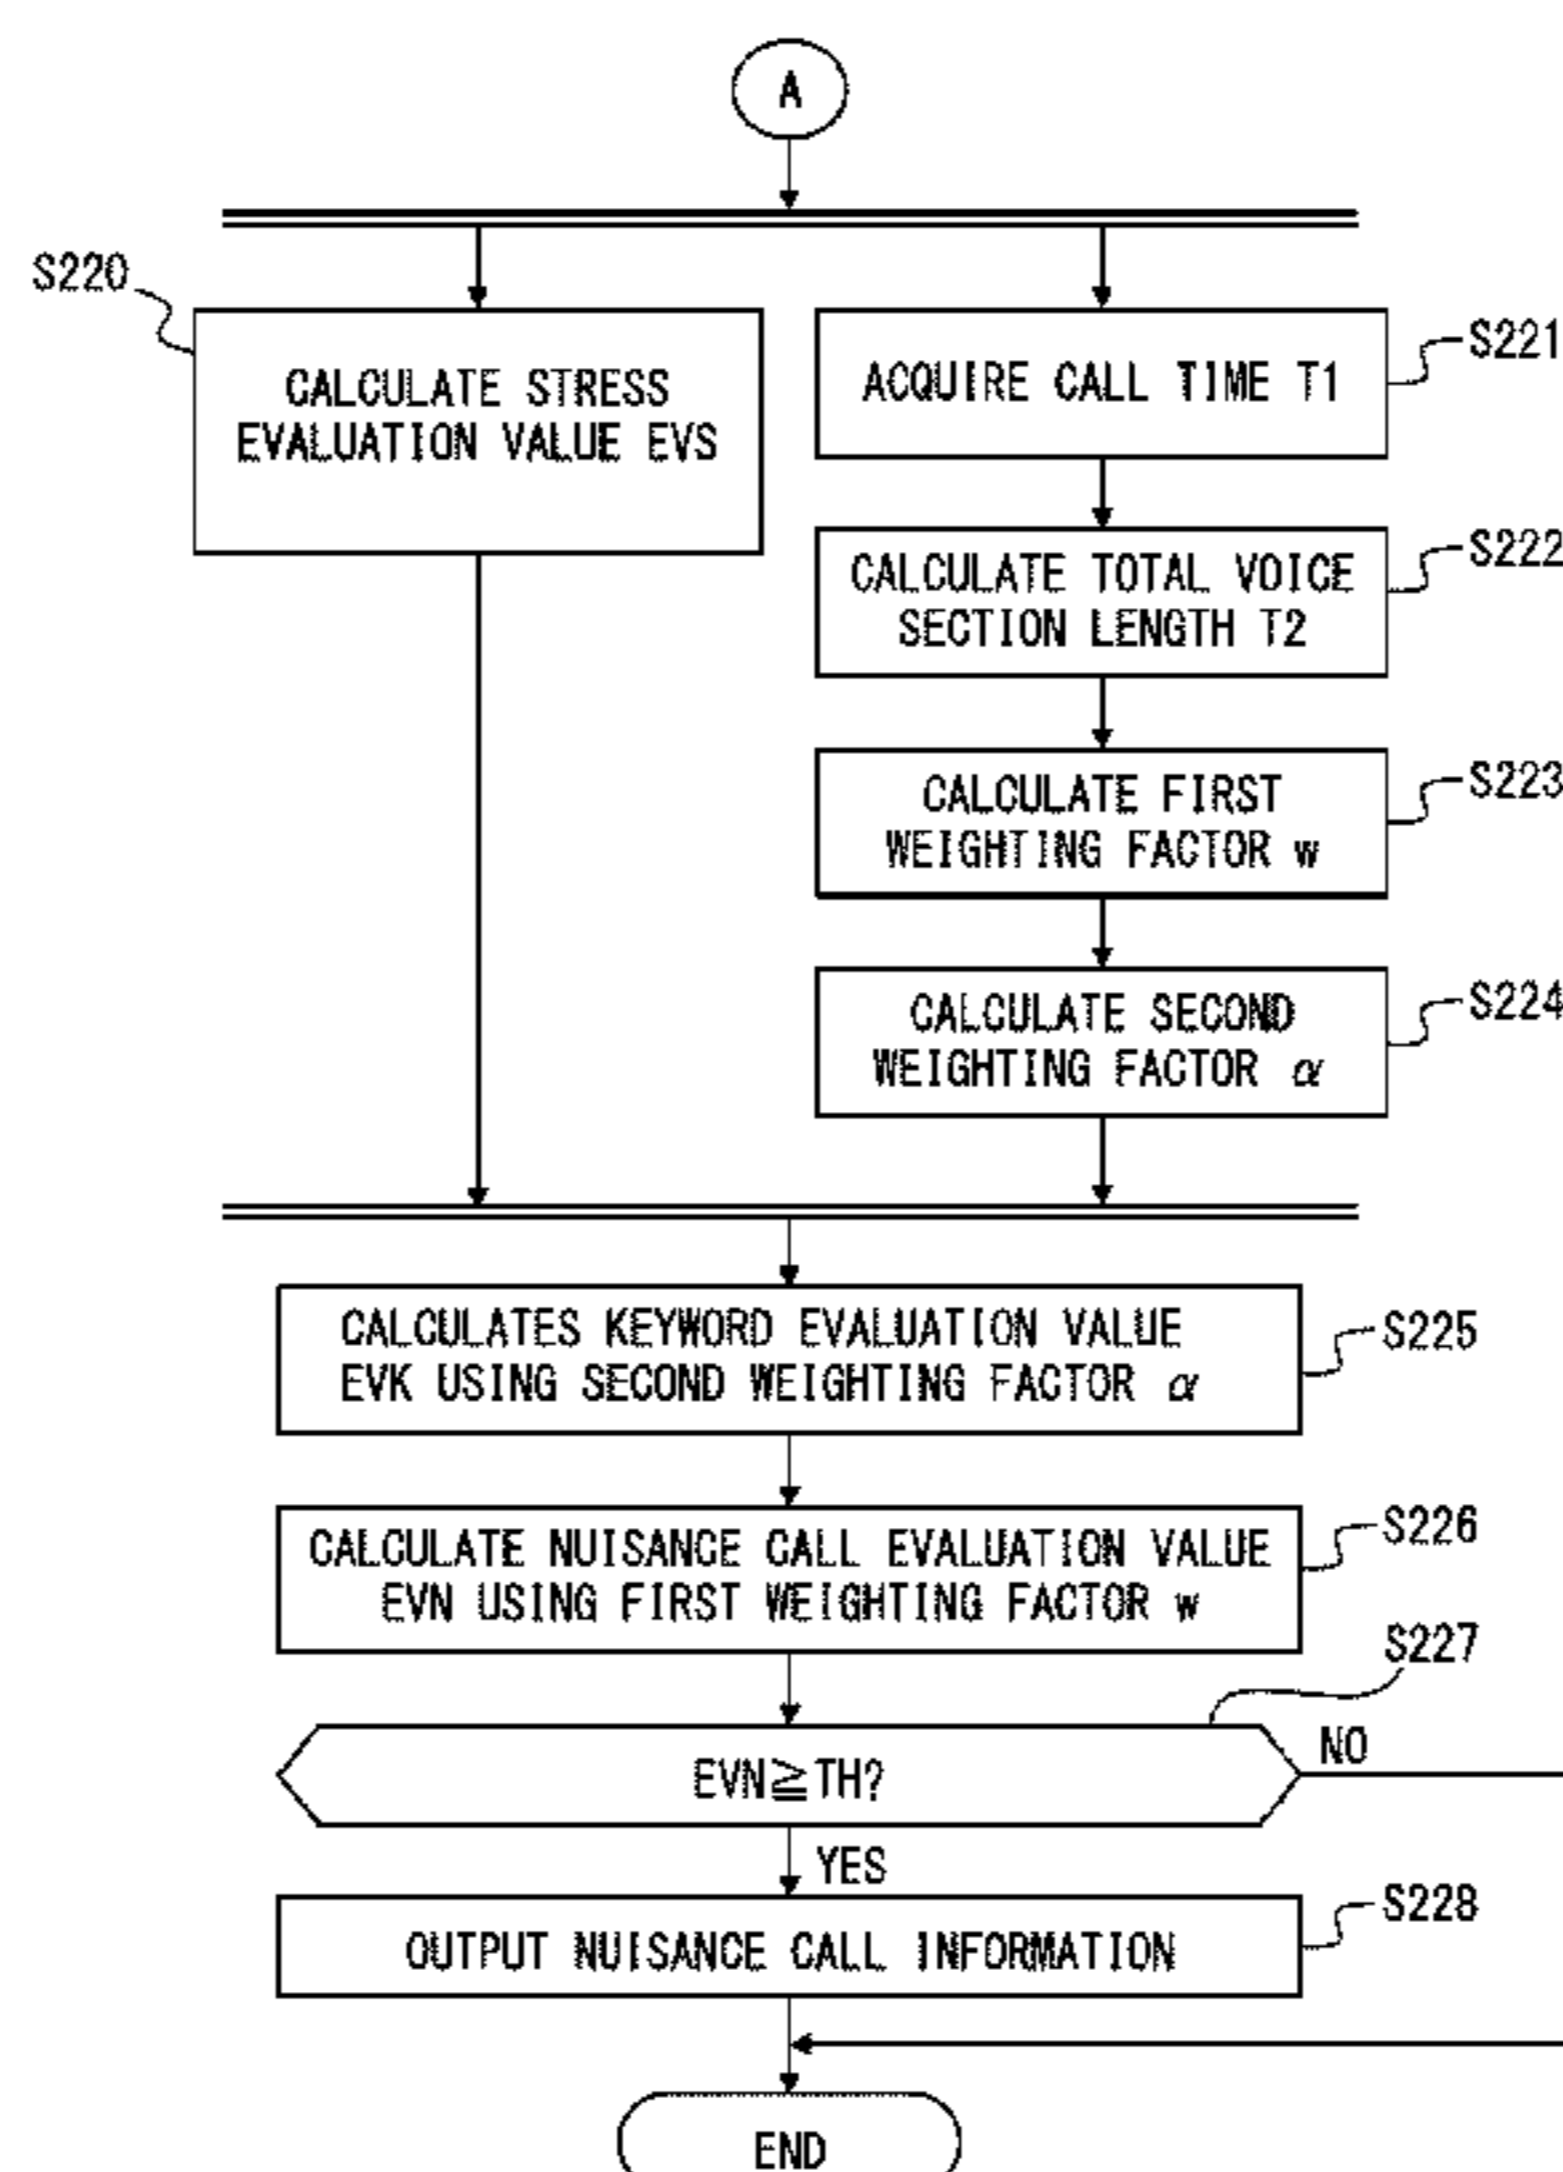 A
S220
CALCULATE STRESS
EVALUATION VALUE EVS
ACQUIRE CALL TIME T1
S221
CALCULATE TOTAL VOICE
SECTION LENGTH T2
S222
CALCULATE FIRST
WEIGHTING FACTOR w
S223
CALCULATE SECOND
WEIGHTING FACTOR α
S224
CALCULATES KEYWORD EVALUATION VALUE
EVK USING SECOND WEIGHTING FACTOR α
S225
CALCULATE NUISANCE CALL EVALUATION VALUE
EVN USING FIRST WEIGHTING FACTOR w
S226
S227
EVN≧TH?
NO
YES
OUTPUT NUISANCE CALL INFORMATION
S228
END